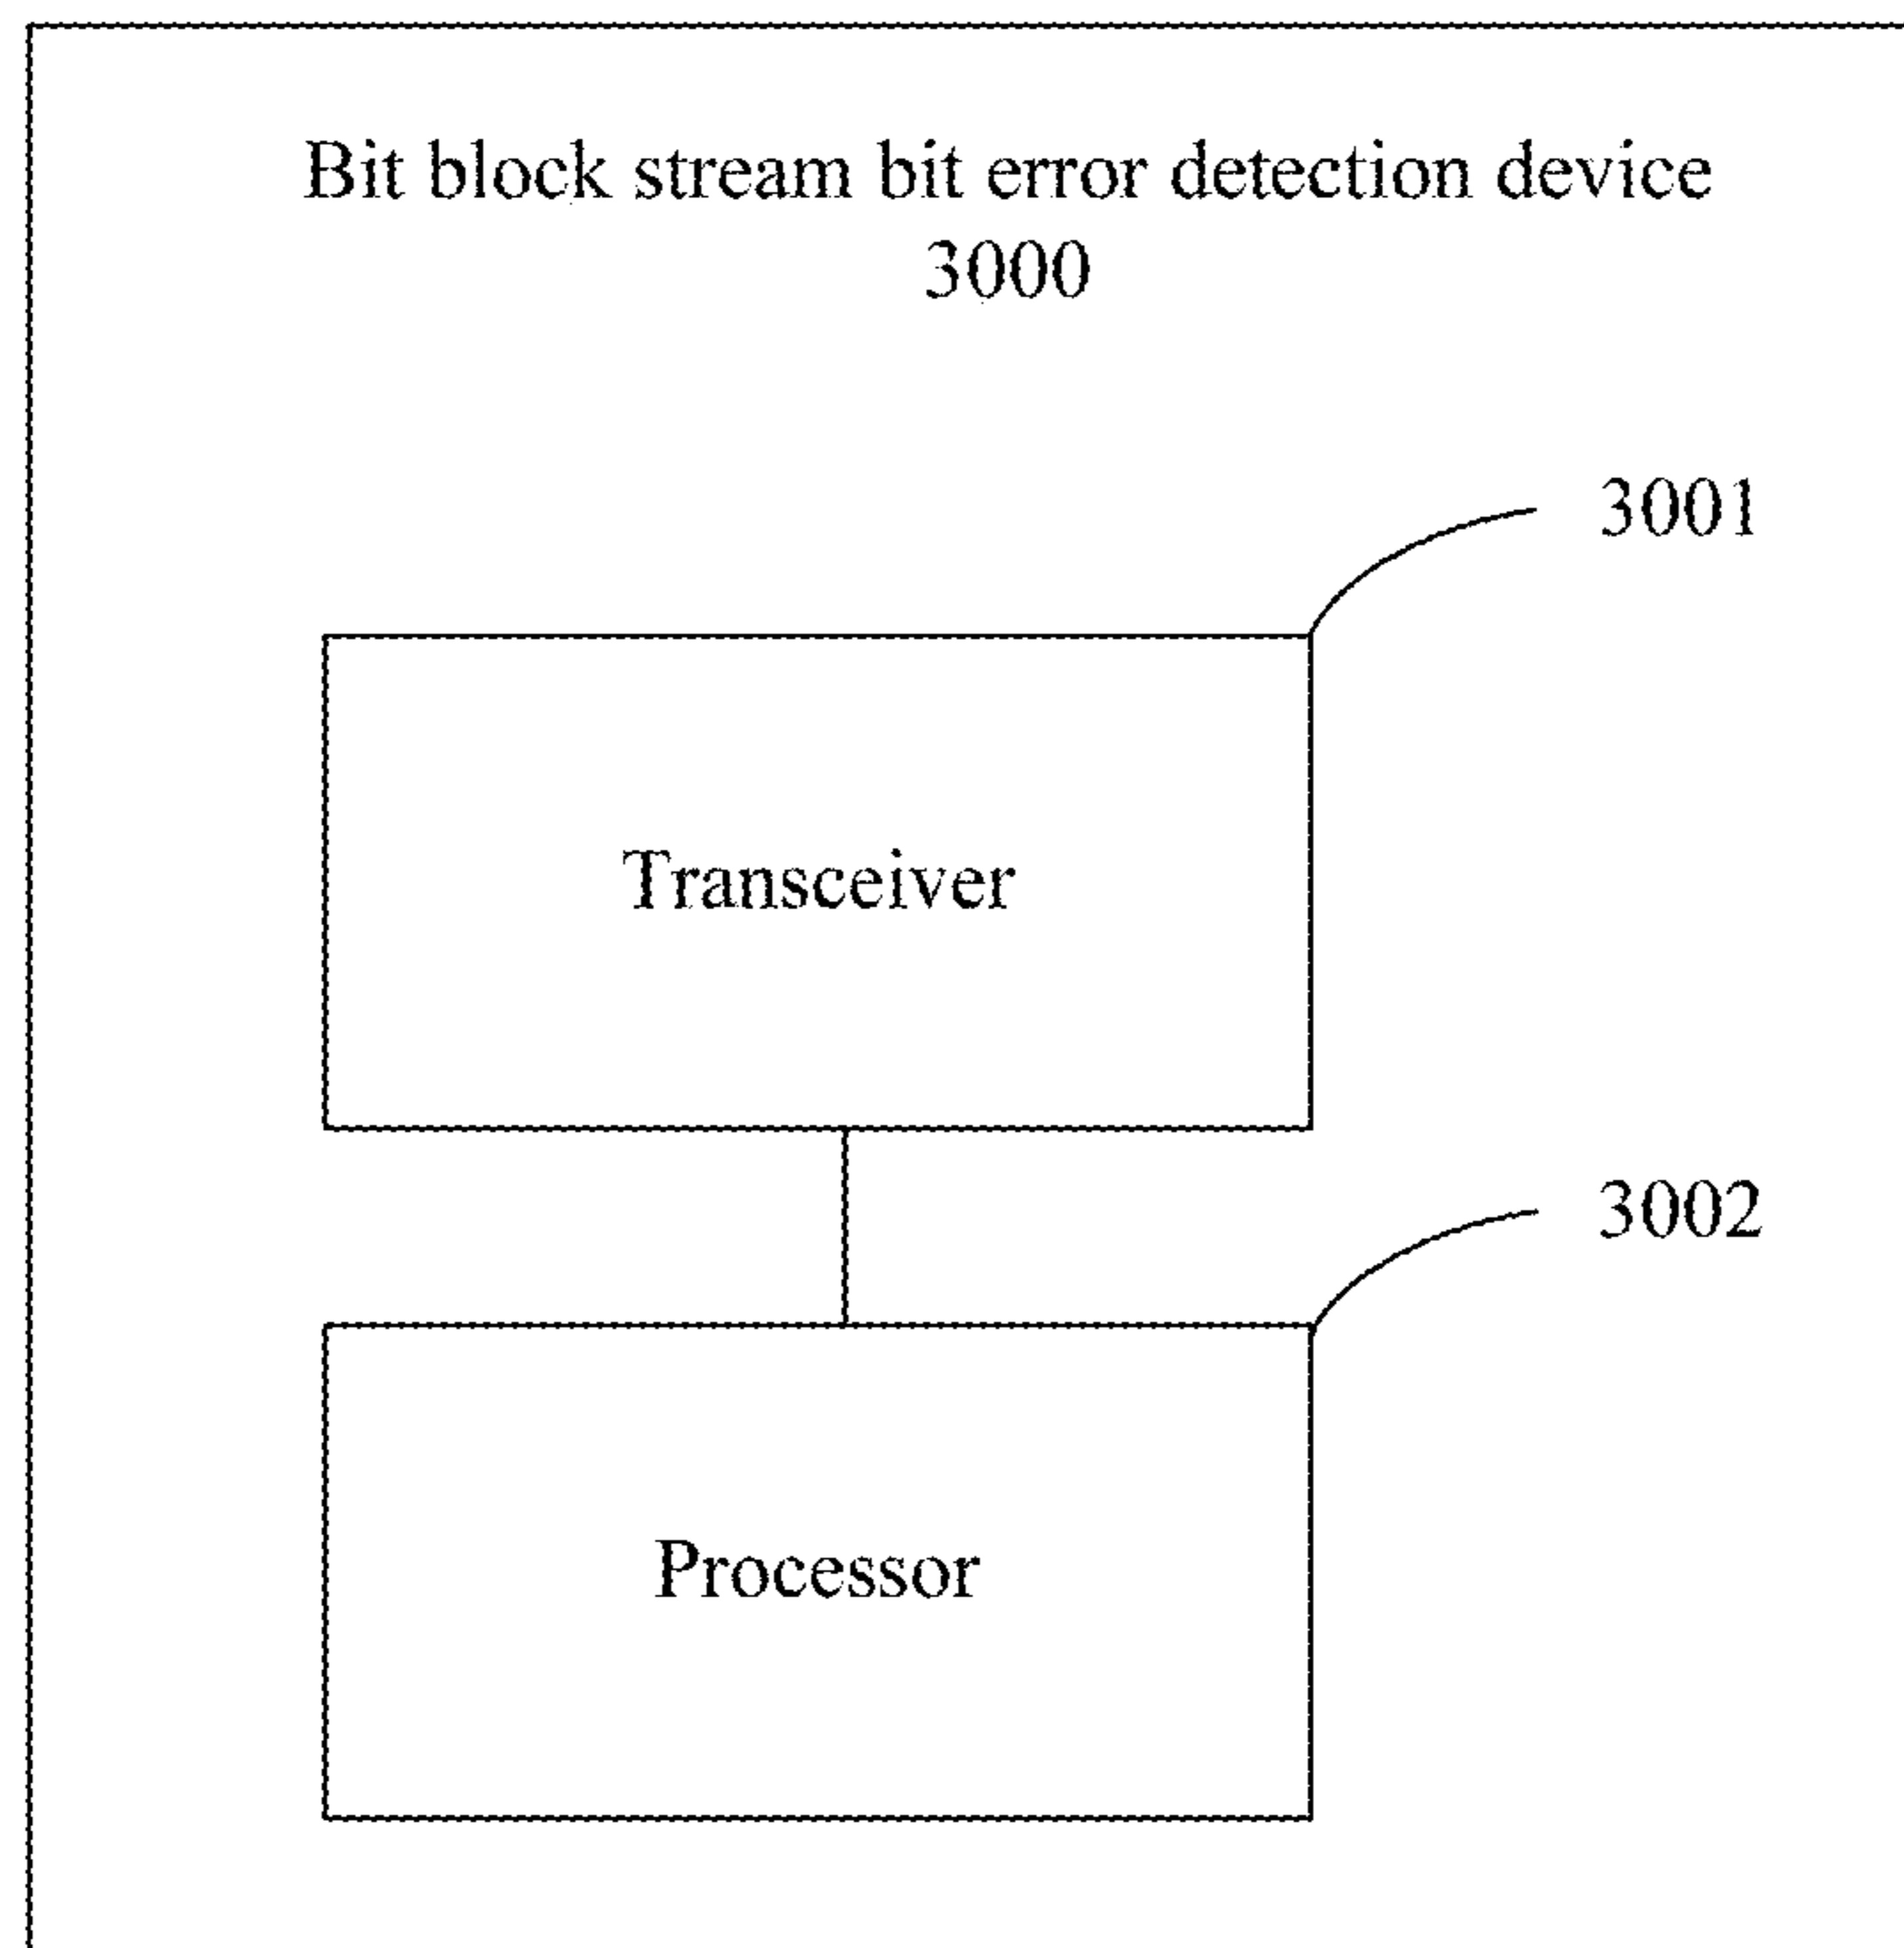 Bit block stream bit error detection device
3000
3001
Transceiver
3002
Processor